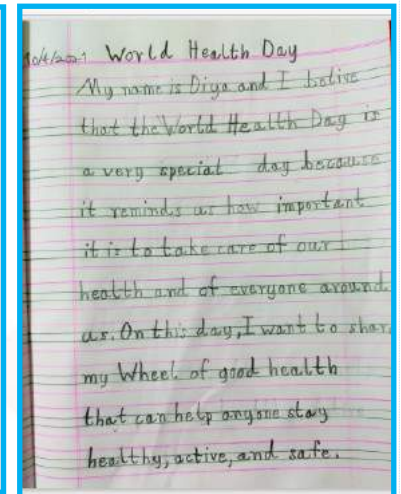 10/4/2021 World Health Day
My name is Diya and I belive
that the World Health Day is
a very special day because
it reminds us how important
it is to take care of our
health and of everyone around
us. On this day, I want to shar
my Wheel of good health
that can help anyone stay
healthy, active, and safe.